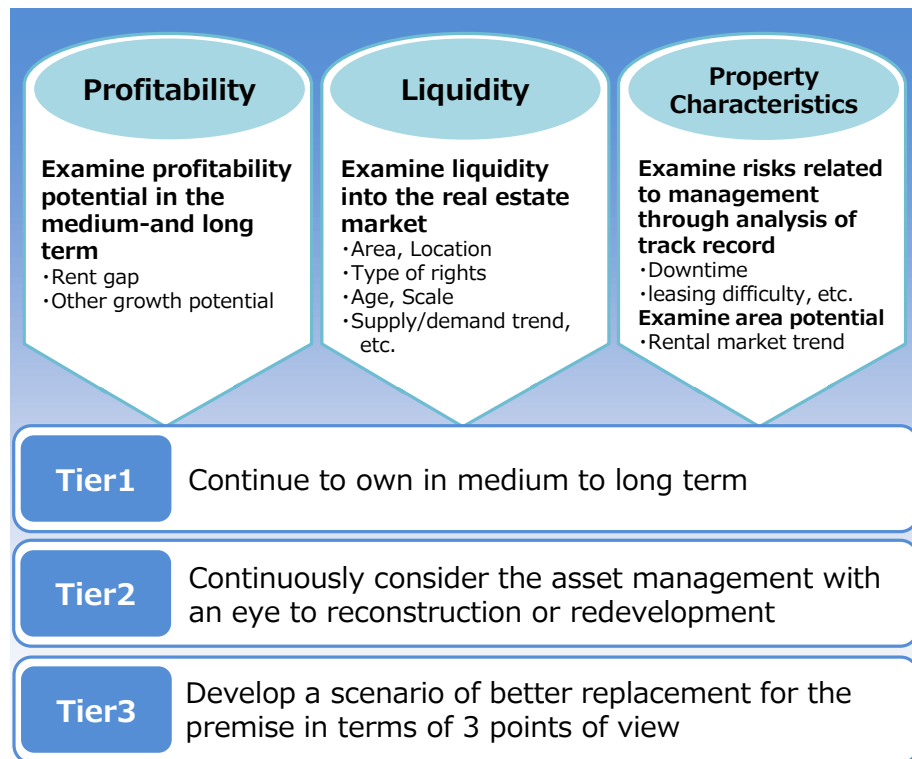 Profitability
Examine profitability
potential in the
medium-and long
term
・Rent gap
・Other growth potential
Liquidity
Examine liquidity
into the real estate
market
・Area, Location
・Type of rights
・Age, Scale
・Supply/demand trend,
etc.
Property
Characteristics
Examine risks related
to management
through analysis of
track record
・Downtime
・leasing difficulty, etc.
Examine area potential
・Rental market trend
Tier1
Continue to own in medium to long term
Tier2
Continuously consider the asset management with
an eye to reconstruction or redevelopment
Tier3
Develop a scenario of better replacement for the
premise in terms of 3 points of view